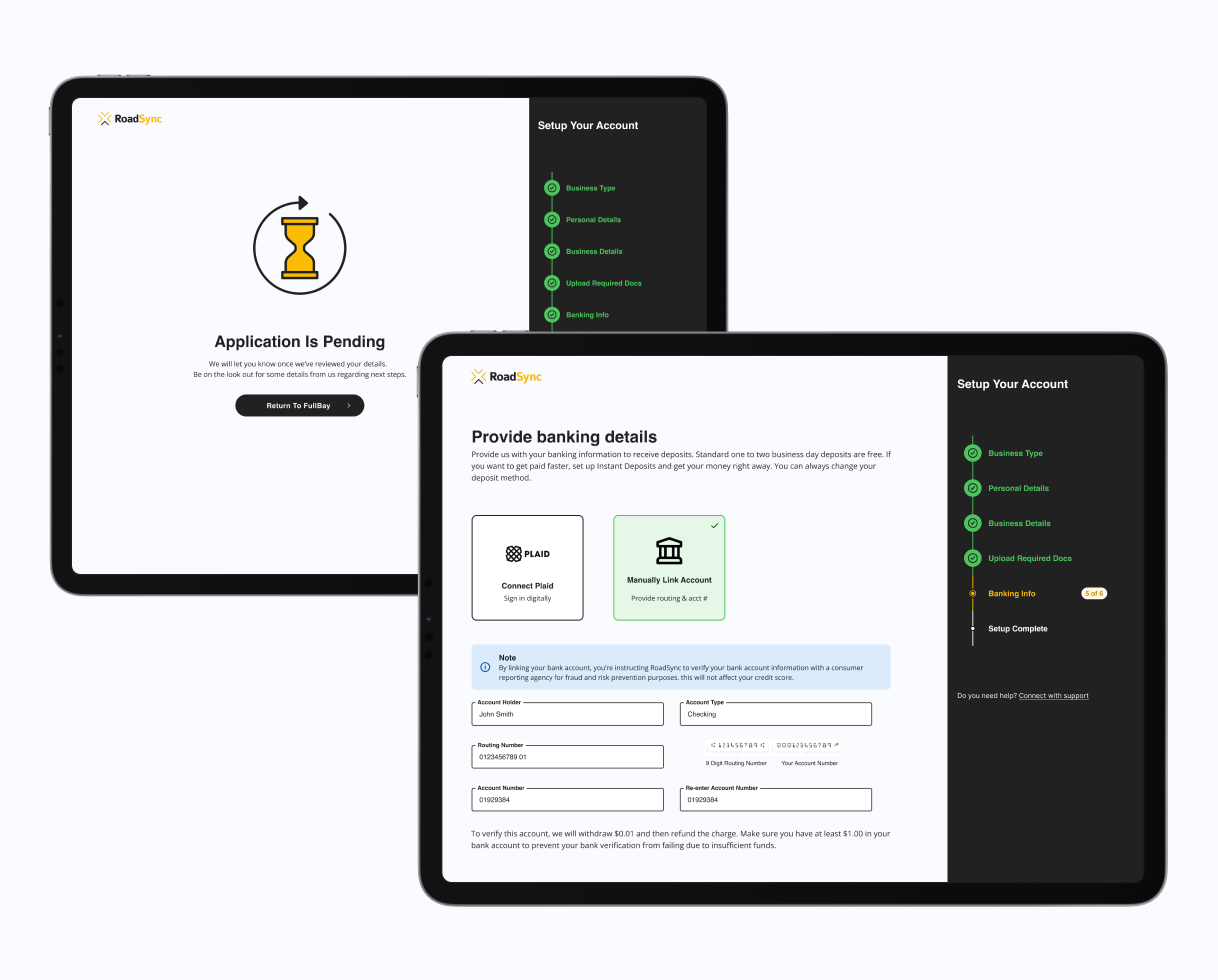 RoadSync
Setup Your Account
Business Type
Personal Details
Business Details
Upload Required Docs
Banking Info
Application Is Pending
We will let you know once we've reviewed your details.
Be on the look out for some details from us regarding next steps.
Return To FullBay
RoadSync
Provide banking details
Provide us with your banking information to receive deposits. Standard one to two business day deposits are free. If
you want to get paid faster, set up Instant Deposits and get your money right away. You can always change your
deposit method.
PLAID
Connect Plaid
Sign in digitally
Manually Link Account
Provide routing & acct #
Note
By linking your bank account, you're instructing RoadSync to verify your bank account information with a consumer
reporting agency for fraud and risk prevention purposes. this will not affect your credit score.
Account Holder
John Smith
Account Type
Checking
Routing Number
0123456789 01
⑆ 123456789 ⑆ 000123456789 ⑈
9 Digit Routing Number Your Account Number
Account Number
01929384
Re-enter Account Number
01929384
To verify this account, we will withdraw $0.01 and then refund the charge. Make sure you have at least $1.00 in your
bank account to prevent your bank verification from failing due to insufficient funds.
Setup Your Account
Business Type
Personal Details
Business Details
Upload Required Docs
Banking Info 5 of 6
Setup Complete
Do you need help? Connect with support